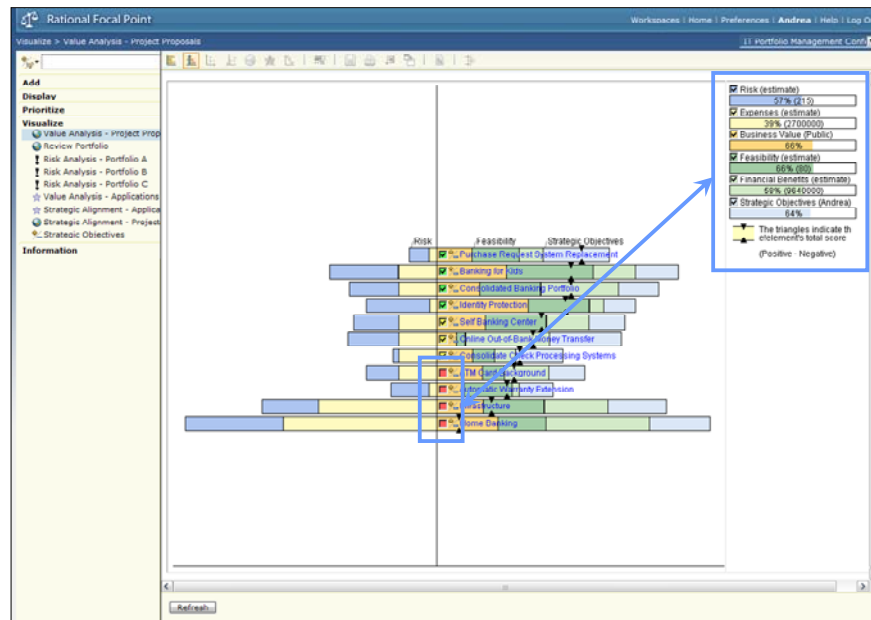 Rational Focal Point
Workspaces | Home | Preferences | Andrea | Help | Log O
Visualize > Value Analysis - Project Proposals
IT Portfolio Management Confi
Add
Display
Prioritize
Visualize
Value Analysis - Project Prop
Review Portfolio
Risk Analysis - Portfolio A
Risk Analysis - Portfolio B
Risk Analysis - Portfolio C
Value Analysis - Applications
Strategic Alignment - Applica
Strategic Alignment - Project
Strategic Objectives
Information
Risk Feasibility Strategic Objectives
Purchase Request System Replacement
Banking for Kids
Consolidated Banking Portfolio
Identity Protection
Self Banking Center
Online Out-of-Bank Money Transfer
Consolidate Check Processing Systems
ATM Card Background
Automatic Warranty Extension
Infrastructure
Home Banking
Risk (estimate)
57% (215)
Expenses (estimate)
39% (2700000)
Business Value (Public)
66%
Feasibility (estimate)
66% (80)
Financial Benefits (estimate)
59% (9640000)
Strategic Objectives (Andrea)
64%
The triangles indicate th
eelement's total score
(Positive - Negative)
Refresh